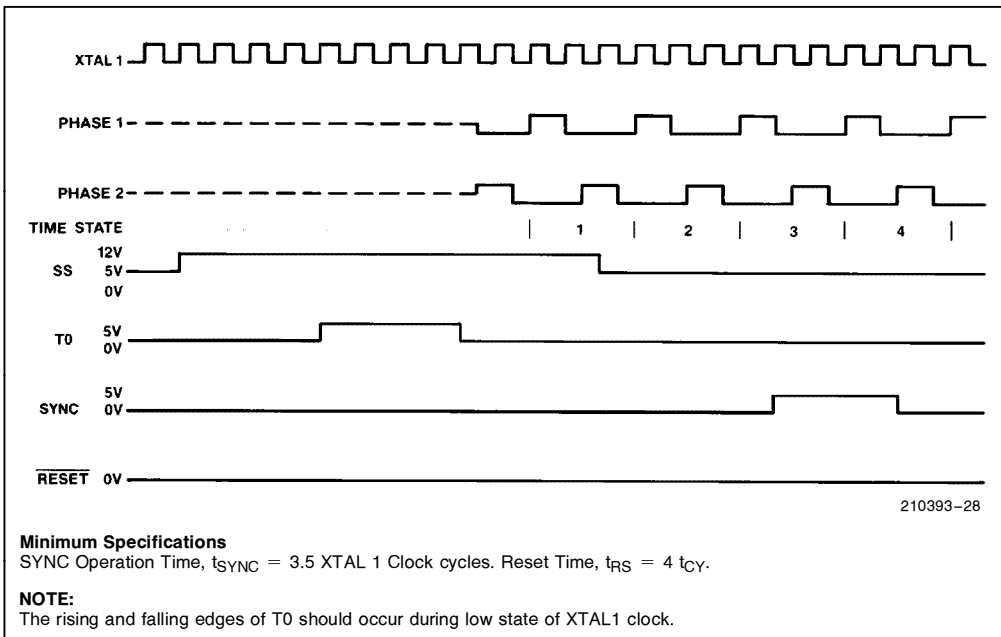 XTAL 1
PHASE 1
PHASE 2
TIME STATE | 1 | 2 | 3 | 4 |
12V
SS 5V
0V
5V
T0
0V
5V
SYNC 0V
RESET 0V
210393–28
Minimum Specifications
SYNC Operation Time, tSYNC = 3.5 XTAL 1 Clock cycles. Reset Time, tRS = 4 tCY.
NOTE:
The rising and falling edges of T0 should occur during low state of XTAL1 clock.